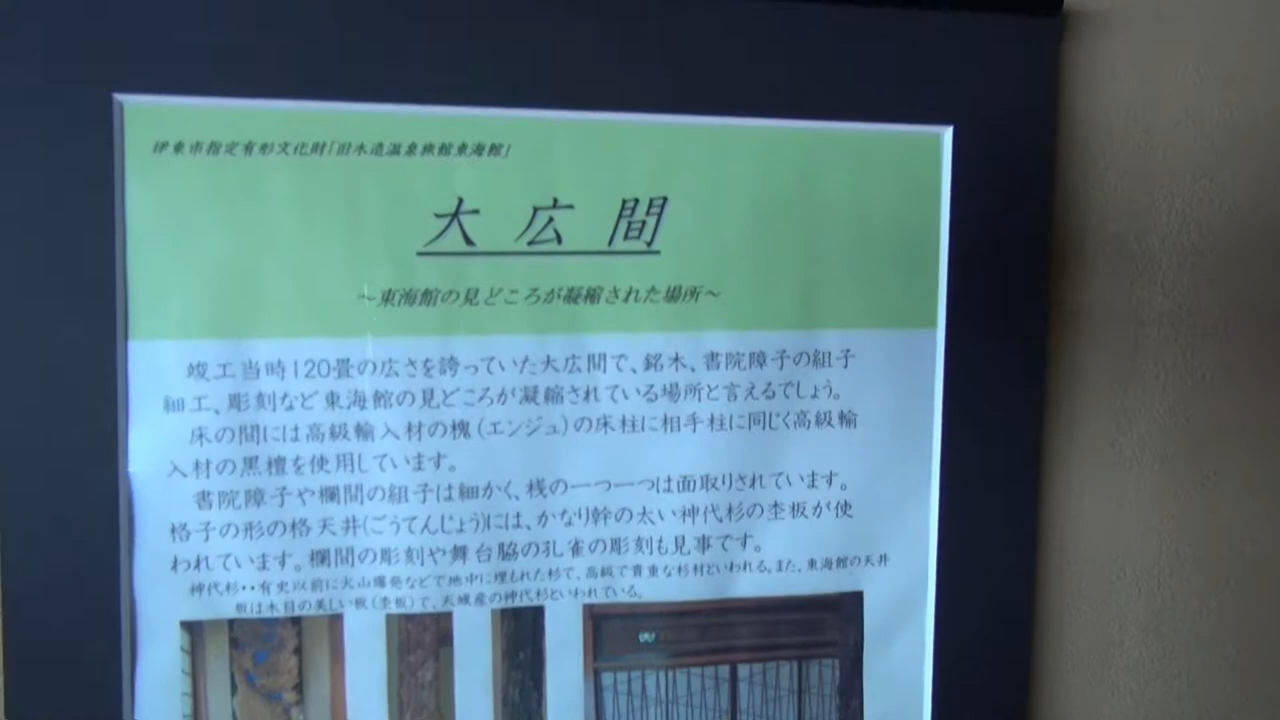 伊東市指定有形文化財「旧木造温泉旅館東海館」
大広間
～東海館の見どころが凝縮された場所～
竣工当時120畳の広さを誇っていた大広間で、銘木、書院障子の組子
細工、彫刻など東海館の見どころが凝縮されている場所と言えるでしょう。
床の間には高級輸入材の槐(エンジュ)の床柱に相手柱に同じく高級輸
入材の黒檀を使用しています。
書院障子や欄間の組子は細かく、桟の一つ一つは面取りされています。
格子の形の格天井(ごうてんじょう)には、かなり幹の太い神代杉の杢板が使
われています。欄間の彫刻や舞台脇の孔雀の彫刻も見事です。
神代杉・・有史以前に火山爆発などで地中に埋もれた杉で、高級で貴重な杉材といわれる。また、東海館の天井
板は木目の美しい板(杢板)で、天城産の神代杉といわれている。